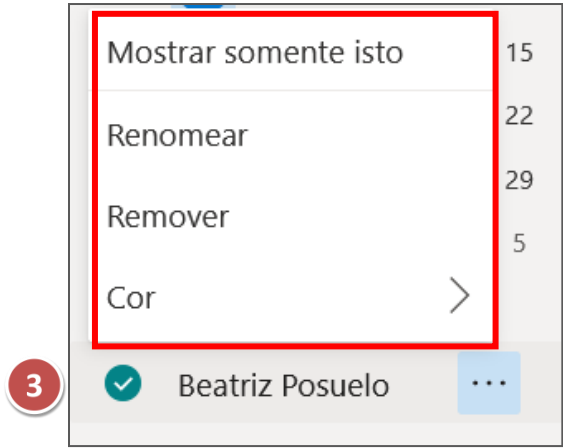 Mostrar somente isto 15
22
Renomear
29
Remover
5
Cor
3 Beatriz Posuelo ...